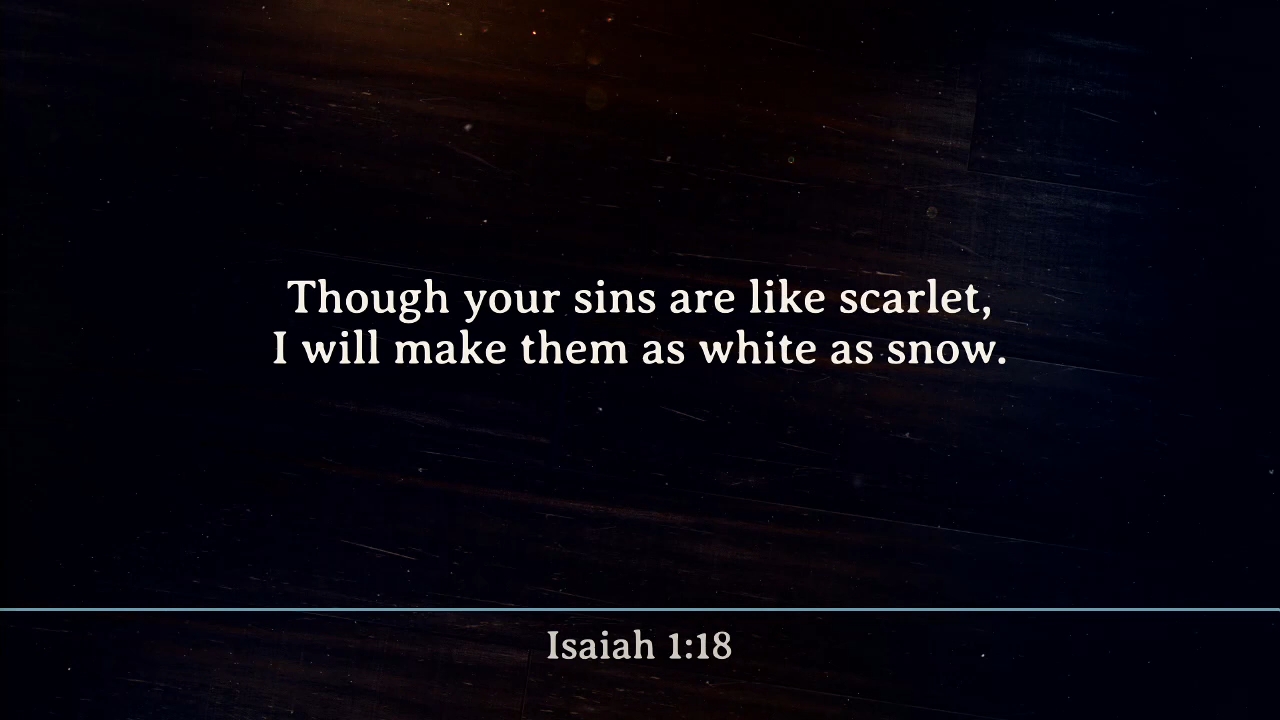 Though your sins are like scarlet,
I will make them as white as snow.
Isaiah 1:18